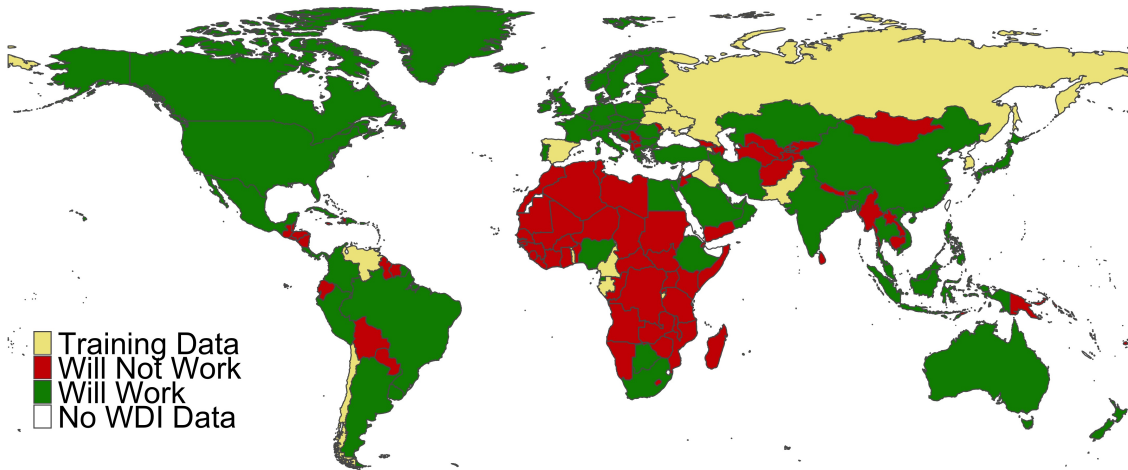 Training Data
Will Not Work
Will Work
No WDI Data